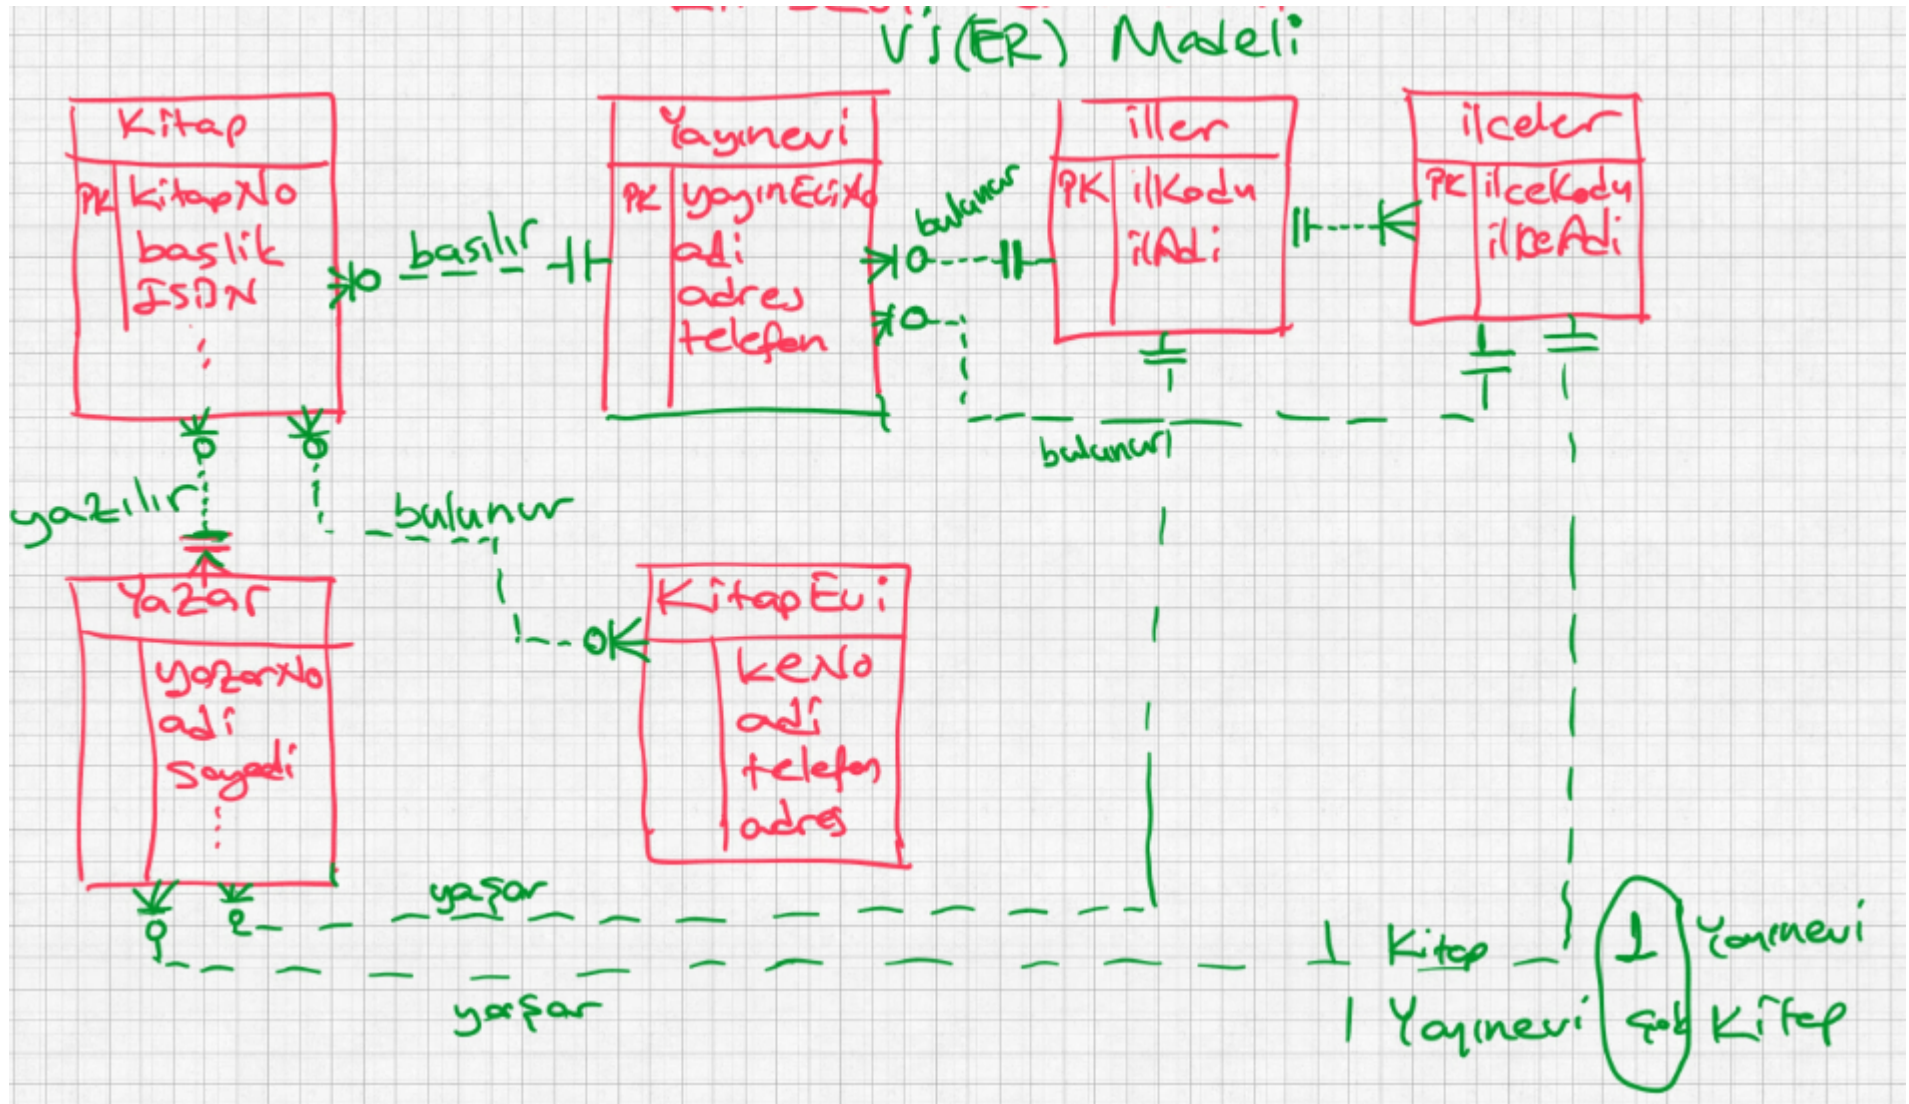 Vİ(ER) Modeli
Kitap
PK kitapNo
baslik
ISBN
basılır
Yayınevi
PK yayınEviNo
adi
adres
telefon
bulunur
iller
PK ilKodu
ilAdi
ilceler
PK ilceKodu
ilceAdi
bulunur
yazılır
bulunur
Yazar
yazarNo
adi
Soyadi
KitapEvi
keNo
adi
telefon
adres
yaşar
yaşar
1 Kitap 1 Yayınevi
1 Yayınevi çok Kitap